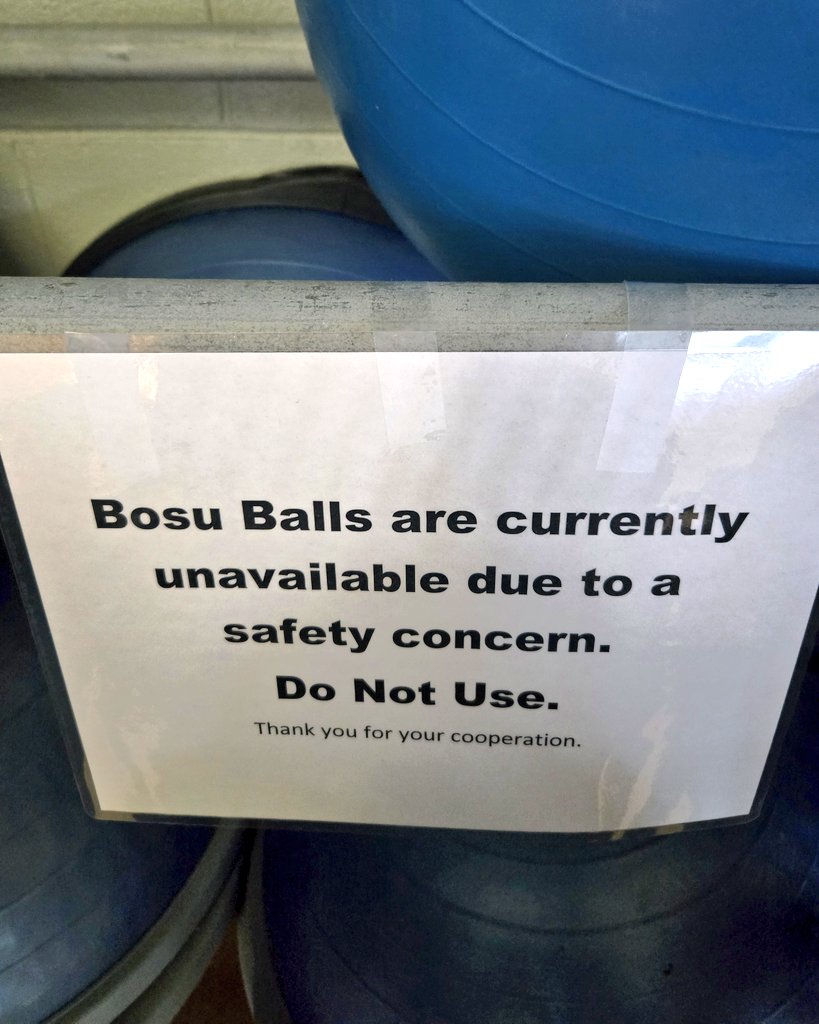 Bosu Balls are currently
unavailable due to a
safety concern.
Do Not Use.
Thank you for your cooperation.